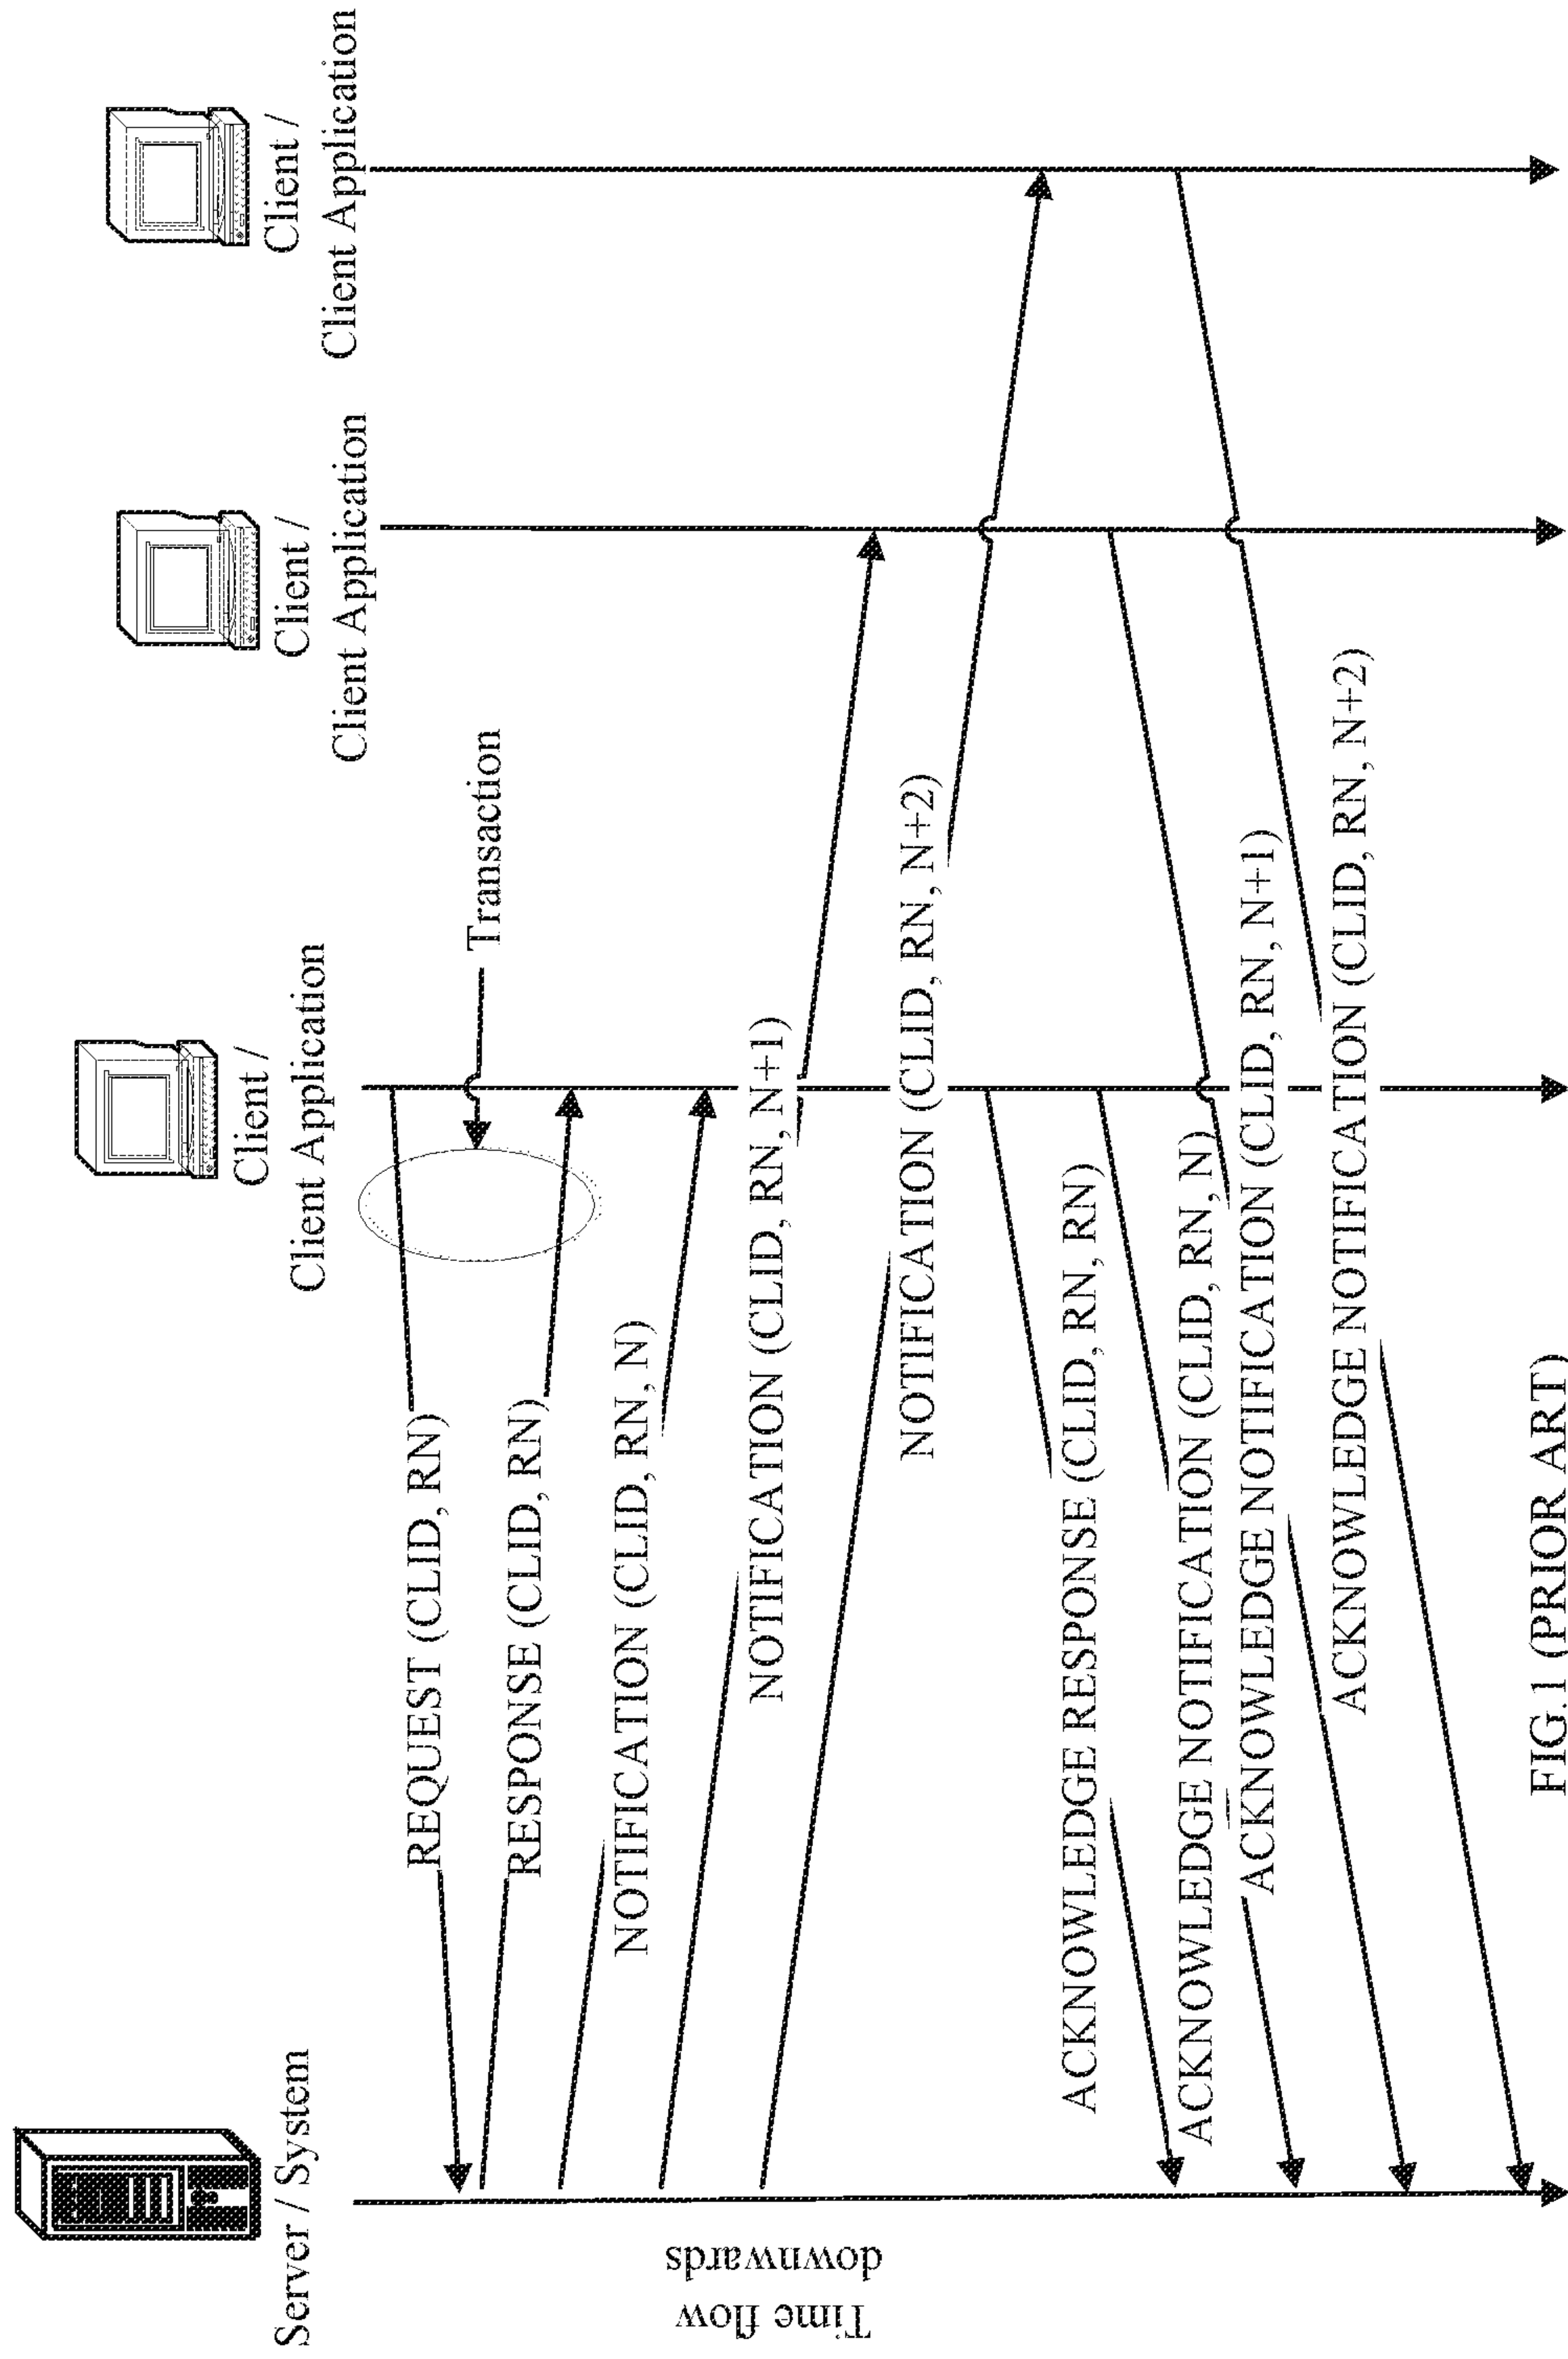 Server / System
Client /
Client Application
Client /
Client Application
Client /
Client Application
Time flow
downwards
Transaction
REQUEST (CLID, RN)
RESPONSE (CLID, RN)
NOTIFICATION (CLID, RN, N)
NOTIFICATION (CLID, RN, N+1)
NOTIFICATION (CLID, RN, N+2)
ACKNOWLEDGE RESPONSE (CLID, RN, RN)
ACKNOWLEDGE NOTIFICATION (CLID, RN, N)
ACKNOWLEDGE NOTIFICATION (CLID, RN, N+1)
ACKNOWLEDGE NOTIFICATION (CLID, RN, N+2)
FIG.1 (PRIOR ART)